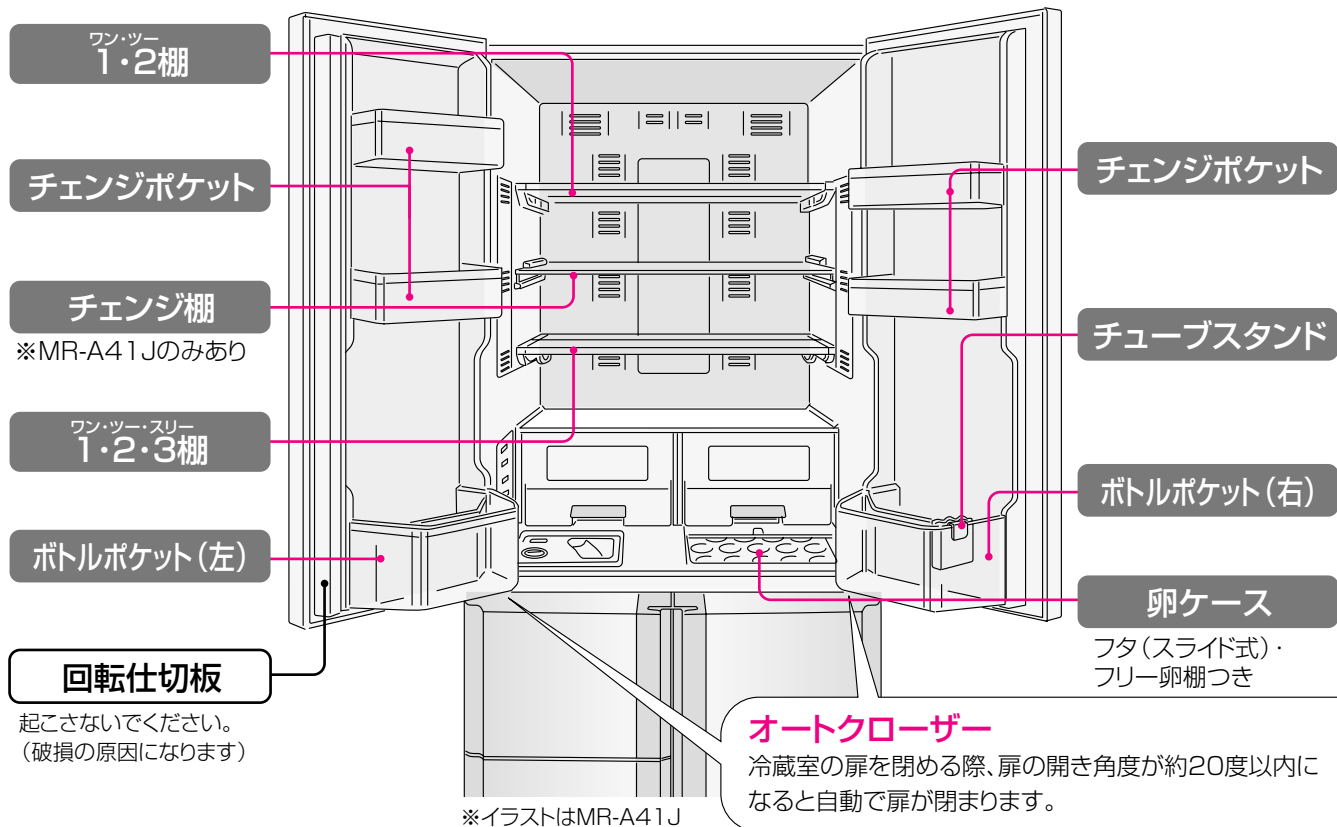 ワン・ツー
1・2棚
チェンジポケット
チェンジ棚
※MR-A41Jのみあり
ワン・ツー・スリー
1・2・3棚
ボトルポケット(左)
回転仕切板
起こさないでください。
(破損の原因になります)
チェンジポケット
チューブスタンド
ボトルポケット(右)
卵ケース
フタ(スライド式)・
フリー卵棚つき
オートクローザー
冷蔵室の扉を閉める際、扉の開き角度が約20度以内に
なると自動で扉が閉まります。
※イラストはMR-A41J